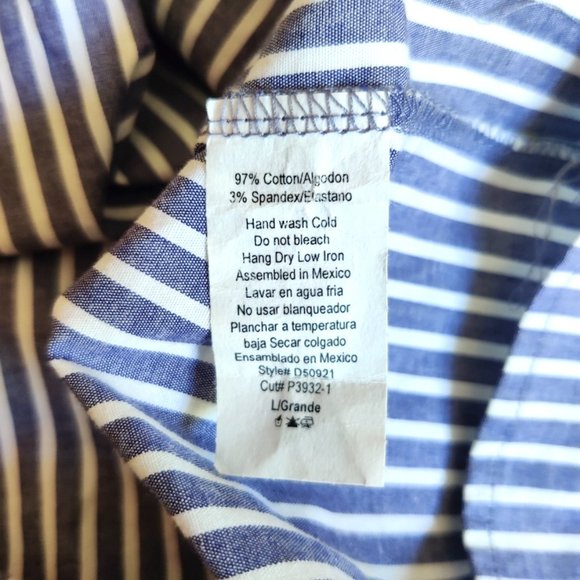 97% Cotton/Algodon
3% Spandex/Elastano
Hand wash Cold
Do not bleach
Hang Dry Low Iron
Assembled in Mexico
Lavar en agua fria
No usar blanqueador
Planchar a temperatura
baja Secar colgado
Ensamblado en Mexico
Style# D50921
Cut# P3932-1
L/Grande